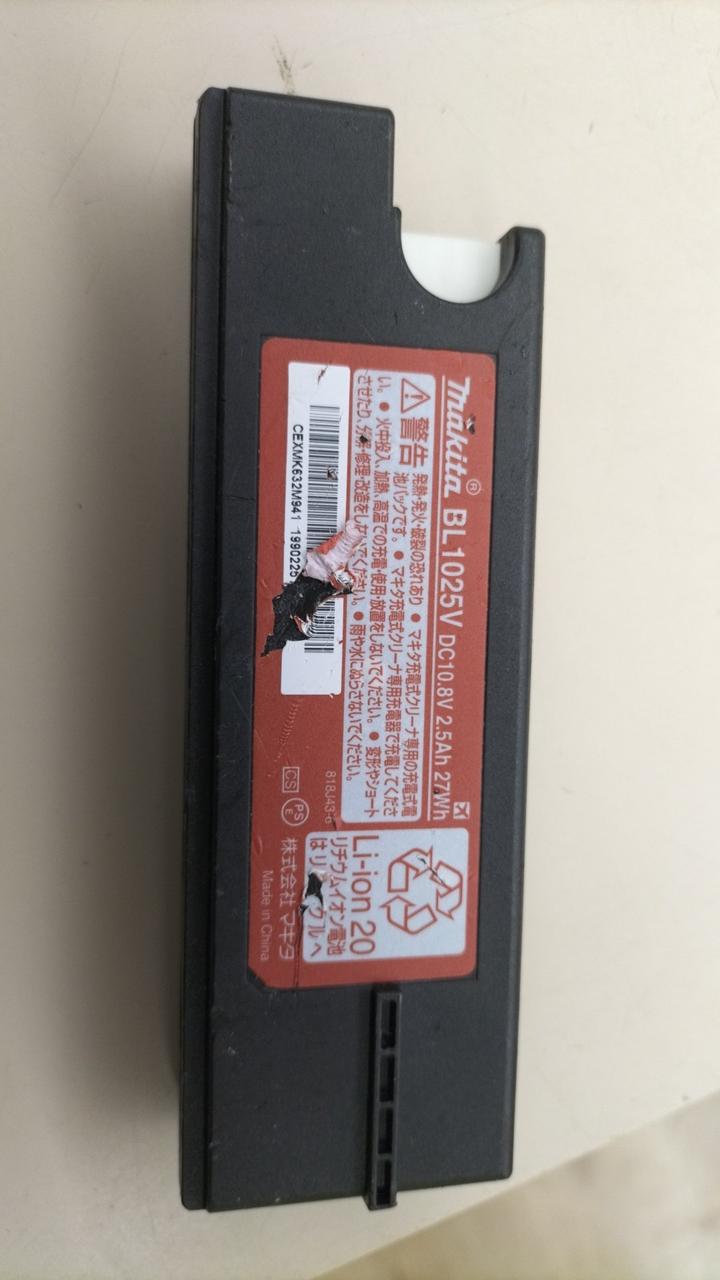 makita® BL1025V DC10.8V 2.5Ah 27Wh
警告 発熱・発火・破裂の恐れあり ● マキタ充電式クリーナ専用の充電式電
池パックです。 ● マキタ充電式クリーナ専用充電器で充電してくださ
い。 ● 火中投入、加熱、高温での充電・使用・放置をしないでください。 ● 変形やショート
させたり、分解・修理・改造をしないでください。 ● 雨や水にぬらさないでください。
CEXMK632M941 1990225
818J43-6
CS
PS
E
Li-ion 20
リチウムイオン電池
はリ クルへ
株式会社 マキタ
Made in China